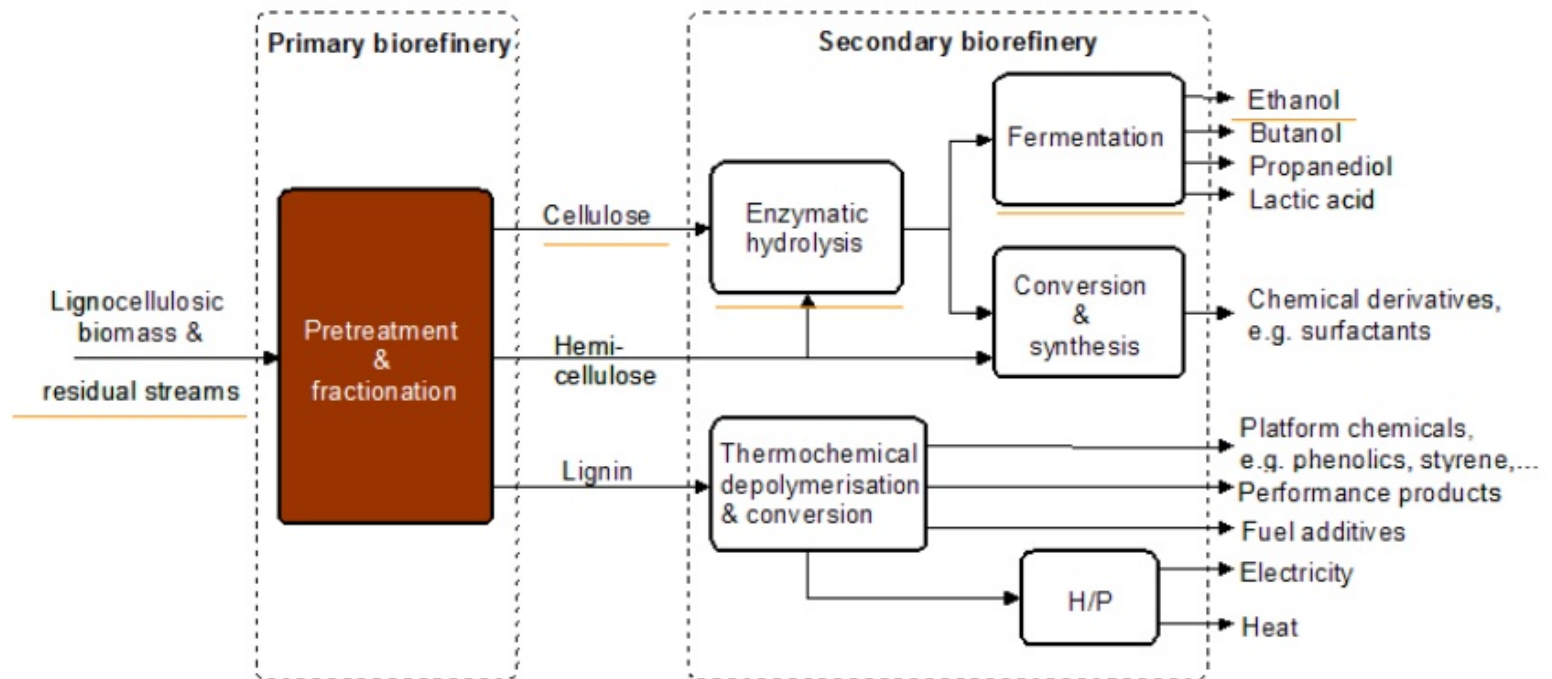 Primary biorefinery
Secondary biorefinery
Lignocellulosic
biomass &
residual streams
Pretreatment
&
fractionation
Cellulose
Hemi-
cellulose
Lignin
Enzymatic
hydrolysis
Fermentation
Conversion
&
synthesis
Thermochemical
depolymerisation
& conversion
H/P
Ethanol
Butanol
Propanediol
Lactic acid
Chemical derivatives,
e.g. surfactants
Platform chemicals,
e.g. phenolics, styrene,...
Performance products
Fuel additives
Electricity
Heat